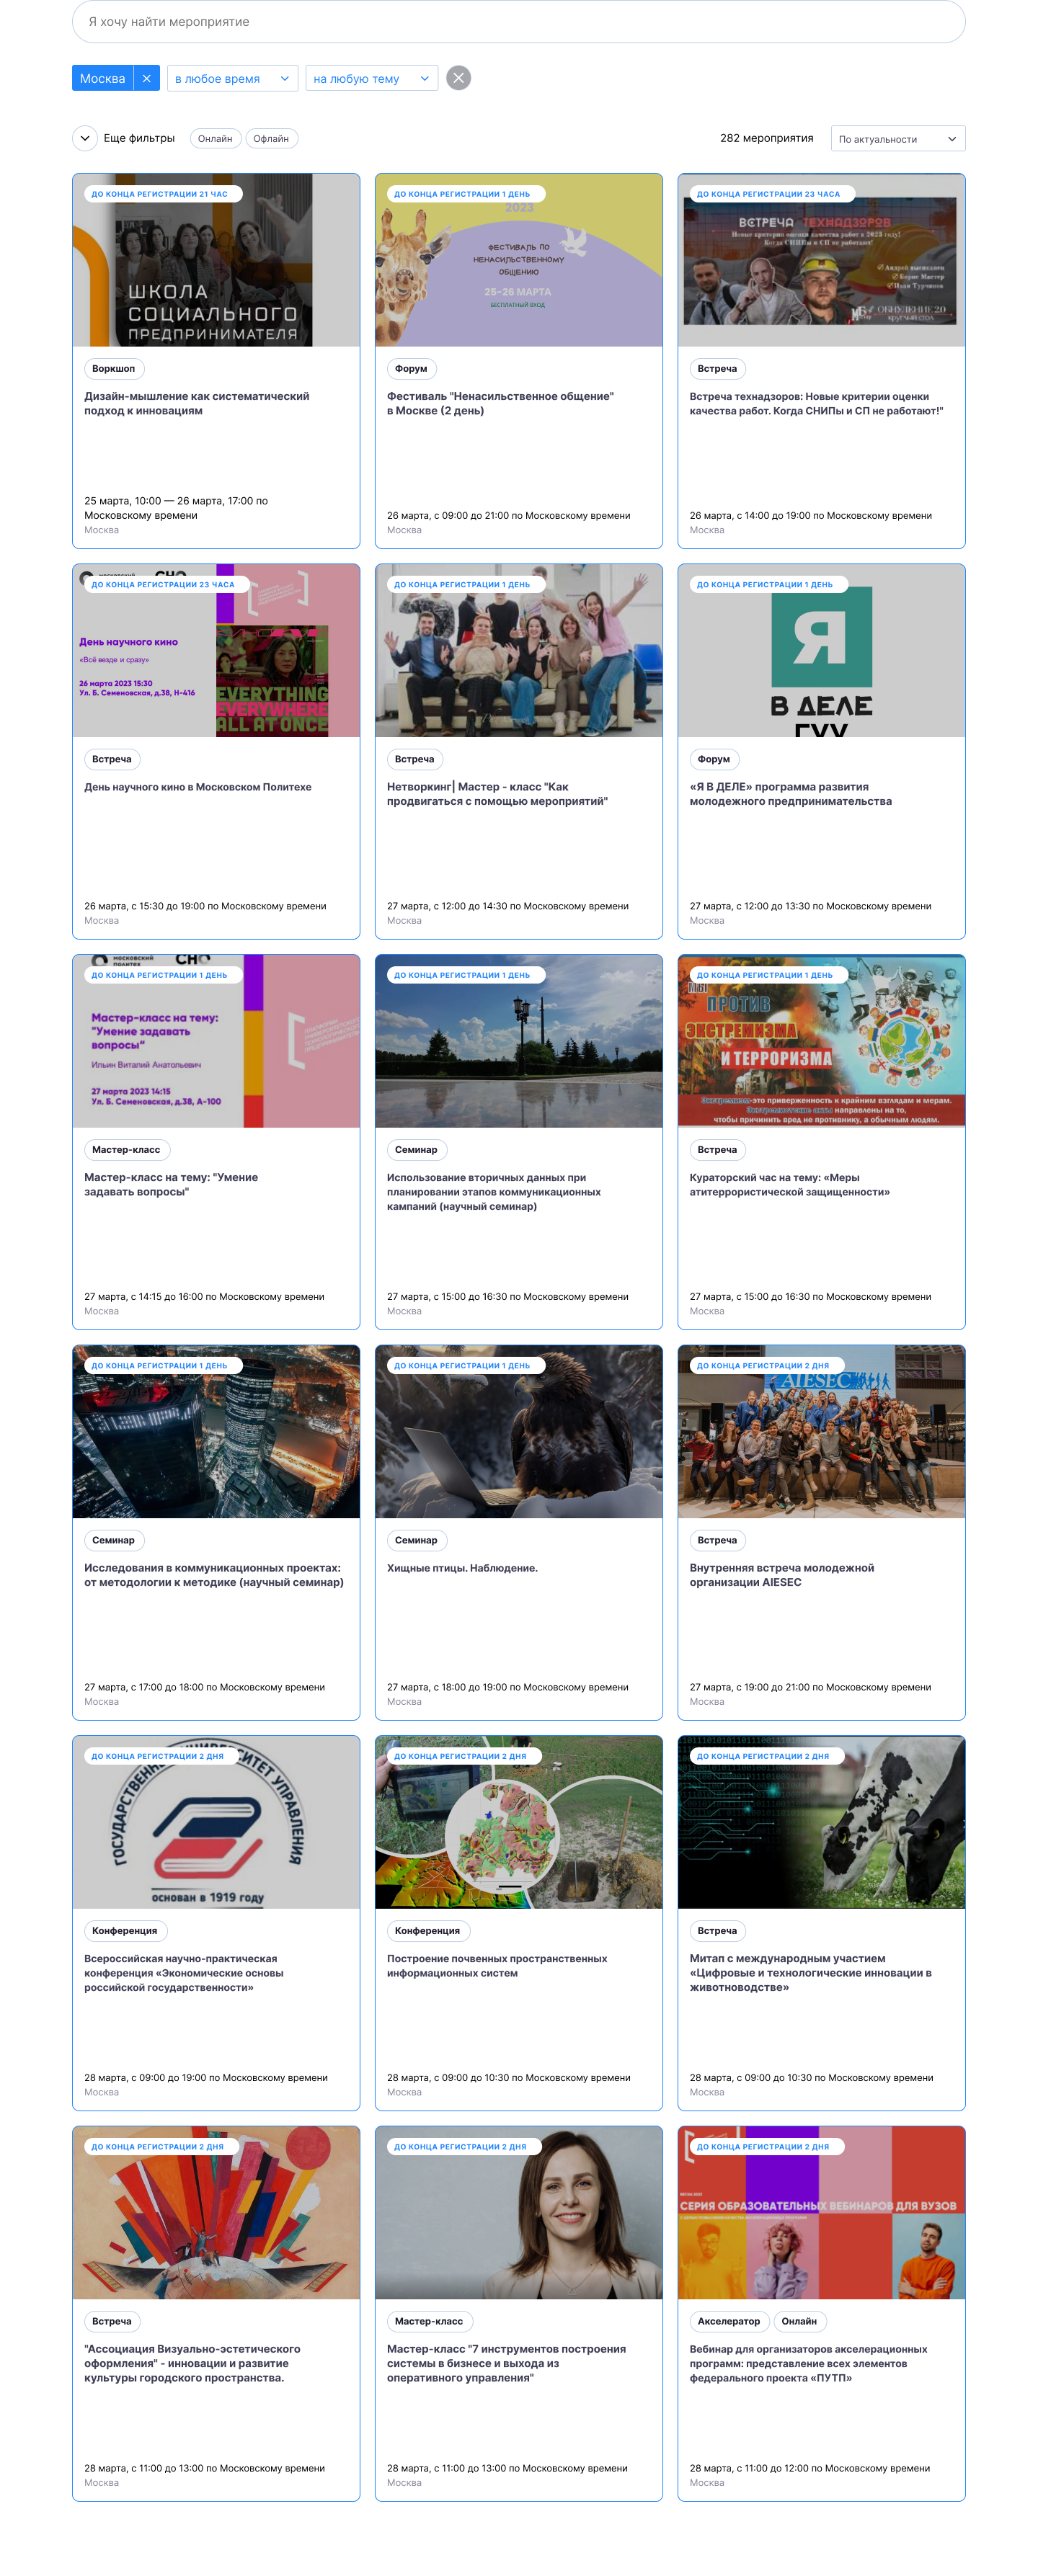 Я хочу найти мероприятие
Москва
в любое время
на любую тему
Еще фильтры
Онлайн
Офлайн
282 мероприятия
По актуальности
ДО КОНЦА РЕГИСТРАЦИИ 21 ЧАС
ШКОЛА
СОЦИАЛЬНОГО
ПРЕДПРИНИМАТЕЛЯ
Воркшоп
Дизайн-мышление как систематический
подход к инновациям
25 марта, 10:00 — 26 марта, 17:00 по
Московскому времени
Москва
ДО КОНЦА РЕГИСТРАЦИИ 1 ДЕНЬ
2023
ФЕСТИВАЛЬ ПО
НЕНАСИЛЬСТВЕННОМУ
ОБЩЕНИЮ
25-26 МАРТА
БЕСПЛАТНЫЙ ВХОД
Форум
Фестиваль "Ненасильственное общение"
в Москве (2 день)
26 марта, с 09:00 до 21:00 по Московскому времени
Москва
ДО КОНЦА РЕГИСТРАЦИИ 23 ЧАСА
ВСТРЕЧА ТЕХНАДЗОРОВ
Новые критерии оценки качества работ в 2023 году!
Когда СНИПы и СП не работают!
Борис Мастер
Иван Турчанов
КРУГЛЫЙ СТОЛ
Встреча
Встреча технадзоров: Новые критерии оценки
качества работ. Когда СНИПы и СП не работают!"
26 марта, с 14:00 до 19:00 по Московскому времени
Москва
ДО КОНЦА РЕГИСТРАЦИИ 23 ЧАСА
День научного кино
«Всё везде и сразу»
26 марта 2023 15:30
Ул. Б. Семеновская, д.38, Н-416
EVERYTHING
EVERYWHERE
ALL AT ONCE
Встреча
День научного кино в Московском Политехе
26 марта, с 15:30 до 19:00 по Московскому времени
Москва
ДО КОНЦА РЕГИСТРАЦИИ 1 ДЕНЬ
Встреча
Нетворкинг| Мастер - класс "Как
продвигаться с помощью мероприятий"
27 марта, с 12:00 до 14:30 по Московскому времени
Москва
ДО КОНЦА РЕГИСТРАЦИИ 1 ДЕНЬ
Я
В ДЕЛЕ
ГУУ
Форум
«Я В ДЕЛЕ» программа развития
молодежного предпринимательства
27 марта, с 12:00 до 13:30 по Московскому времени
Москва
МОСКОВСКИЙ
ПОЛИТЕХ
СНО
ДО КОНЦА РЕГИСТРАЦИИ 1 ДЕНЬ
Мастер-класс на тему:
"Умение задавать
вопросы"
Ильин Виталий Анатольевич
27 марта 2023 14:15
Ул. Б. Семеновская, д.38, А-100
Мастер-класс
Мастер-класс на тему: "Умение
задавать вопросы"
27 марта, с 14:15 до 16:00 по Московскому времени
Москва
ДО КОНЦА РЕГИСТРАЦИИ 1 ДЕНЬ
Семинар
Использование вторичных данных при
планировании этапов коммуникационных
кампаний (научный семинар)
27 марта, с 15:00 до 16:30 по Московскому времени
Москва
ДО КОНЦА РЕГИСТРАЦИИ 1 ДЕНЬ
МЫ
ПРОТИВ
ЭКСТРЕМИЗМА
И ТЕРРОРИЗМА
Экстремизм-это приверженность к крайним взглядам и мерам.
Экстремистские акты направлены на то,
чтобы причинить вред не противнику, а обычным людям.
Встреча
Кураторский час на тему: «Меры
атитеррористической защищенности»
27 марта, с 15:00 до 16:30 по Московскому времени
Москва
ДО КОНЦА РЕГИСТРАЦИИ 1 ДЕНЬ
Семинар
Исследования в коммуникационных проектах:
от методологии к методике (научный семинар)
27 марта, с 17:00 до 18:00 по Московскому времени
Москва
ДО КОНЦА РЕГИСТРАЦИИ 1 ДЕНЬ
Семинар
Хищные птицы. Наблюдение.
27 марта, с 18:00 до 19:00 по Московскому времени
Москва
ДО КОНЦА РЕГИСТРАЦИИ 2 ДНЯ
AIESEC
Встреча
Внутренняя встреча молодежной
организации AIESEC
27 марта, с 19:00 до 21:00 по Московскому времени
Москва
ДО КОНЦА РЕГИСТРАЦИИ 2 ДНЯ
основан в 1919 году
Конференция
Всероссийская научно-практическая
конференция «Экономические основы
российской государственности»
28 марта, с 09:00 до 19:00 по Московскому времени
Москва
ДО КОНЦА РЕГИСТРАЦИИ 2 ДНЯ
Конференция
Построение почвенных пространственных
информационных систем
28 марта, с 09:00 до 10:30 по Московскому времени
Москва
ДО КОНЦА РЕГИСТРАЦИИ 2 ДНЯ
Встреча
Митап с международным участием
«Цифровые и технологические инновации в
животноводстве»
28 марта, с 09:00 до 10:30 по Московскому времени
Москва
ДО КОНЦА РЕГИСТРАЦИИ 2 ДНЯ
Встреча
"Ассоциация Визуально-эстетического
оформления" - инновации и развитие
культуры городского пространства.
28 марта, с 11:00 до 13:00 по Московскому времени
Москва
ДО КОНЦА РЕГИСТРАЦИИ 2 ДНЯ
Мастер-класс
Мастер-класс "7 инструментов построения
системы в бизнесе и выхода из
оперативного управления"
28 марта, с 11:00 до 13:00 по Московскому времени
Москва
ДО КОНЦА РЕГИСТРАЦИИ 2 ДНЯ
СЕРИЯ ОБРАЗОВАТЕЛЬНЫХ ВЕБИНАРОВ ДЛЯ ВУЗОВ
Акселератор
Онлайн
Вебинар для организаторов акселерационных
программ: представление всех элементов
федерального проекта «ПУТП»
28 марта, с 11:00 до 12:00 по Московскому времени
Москва